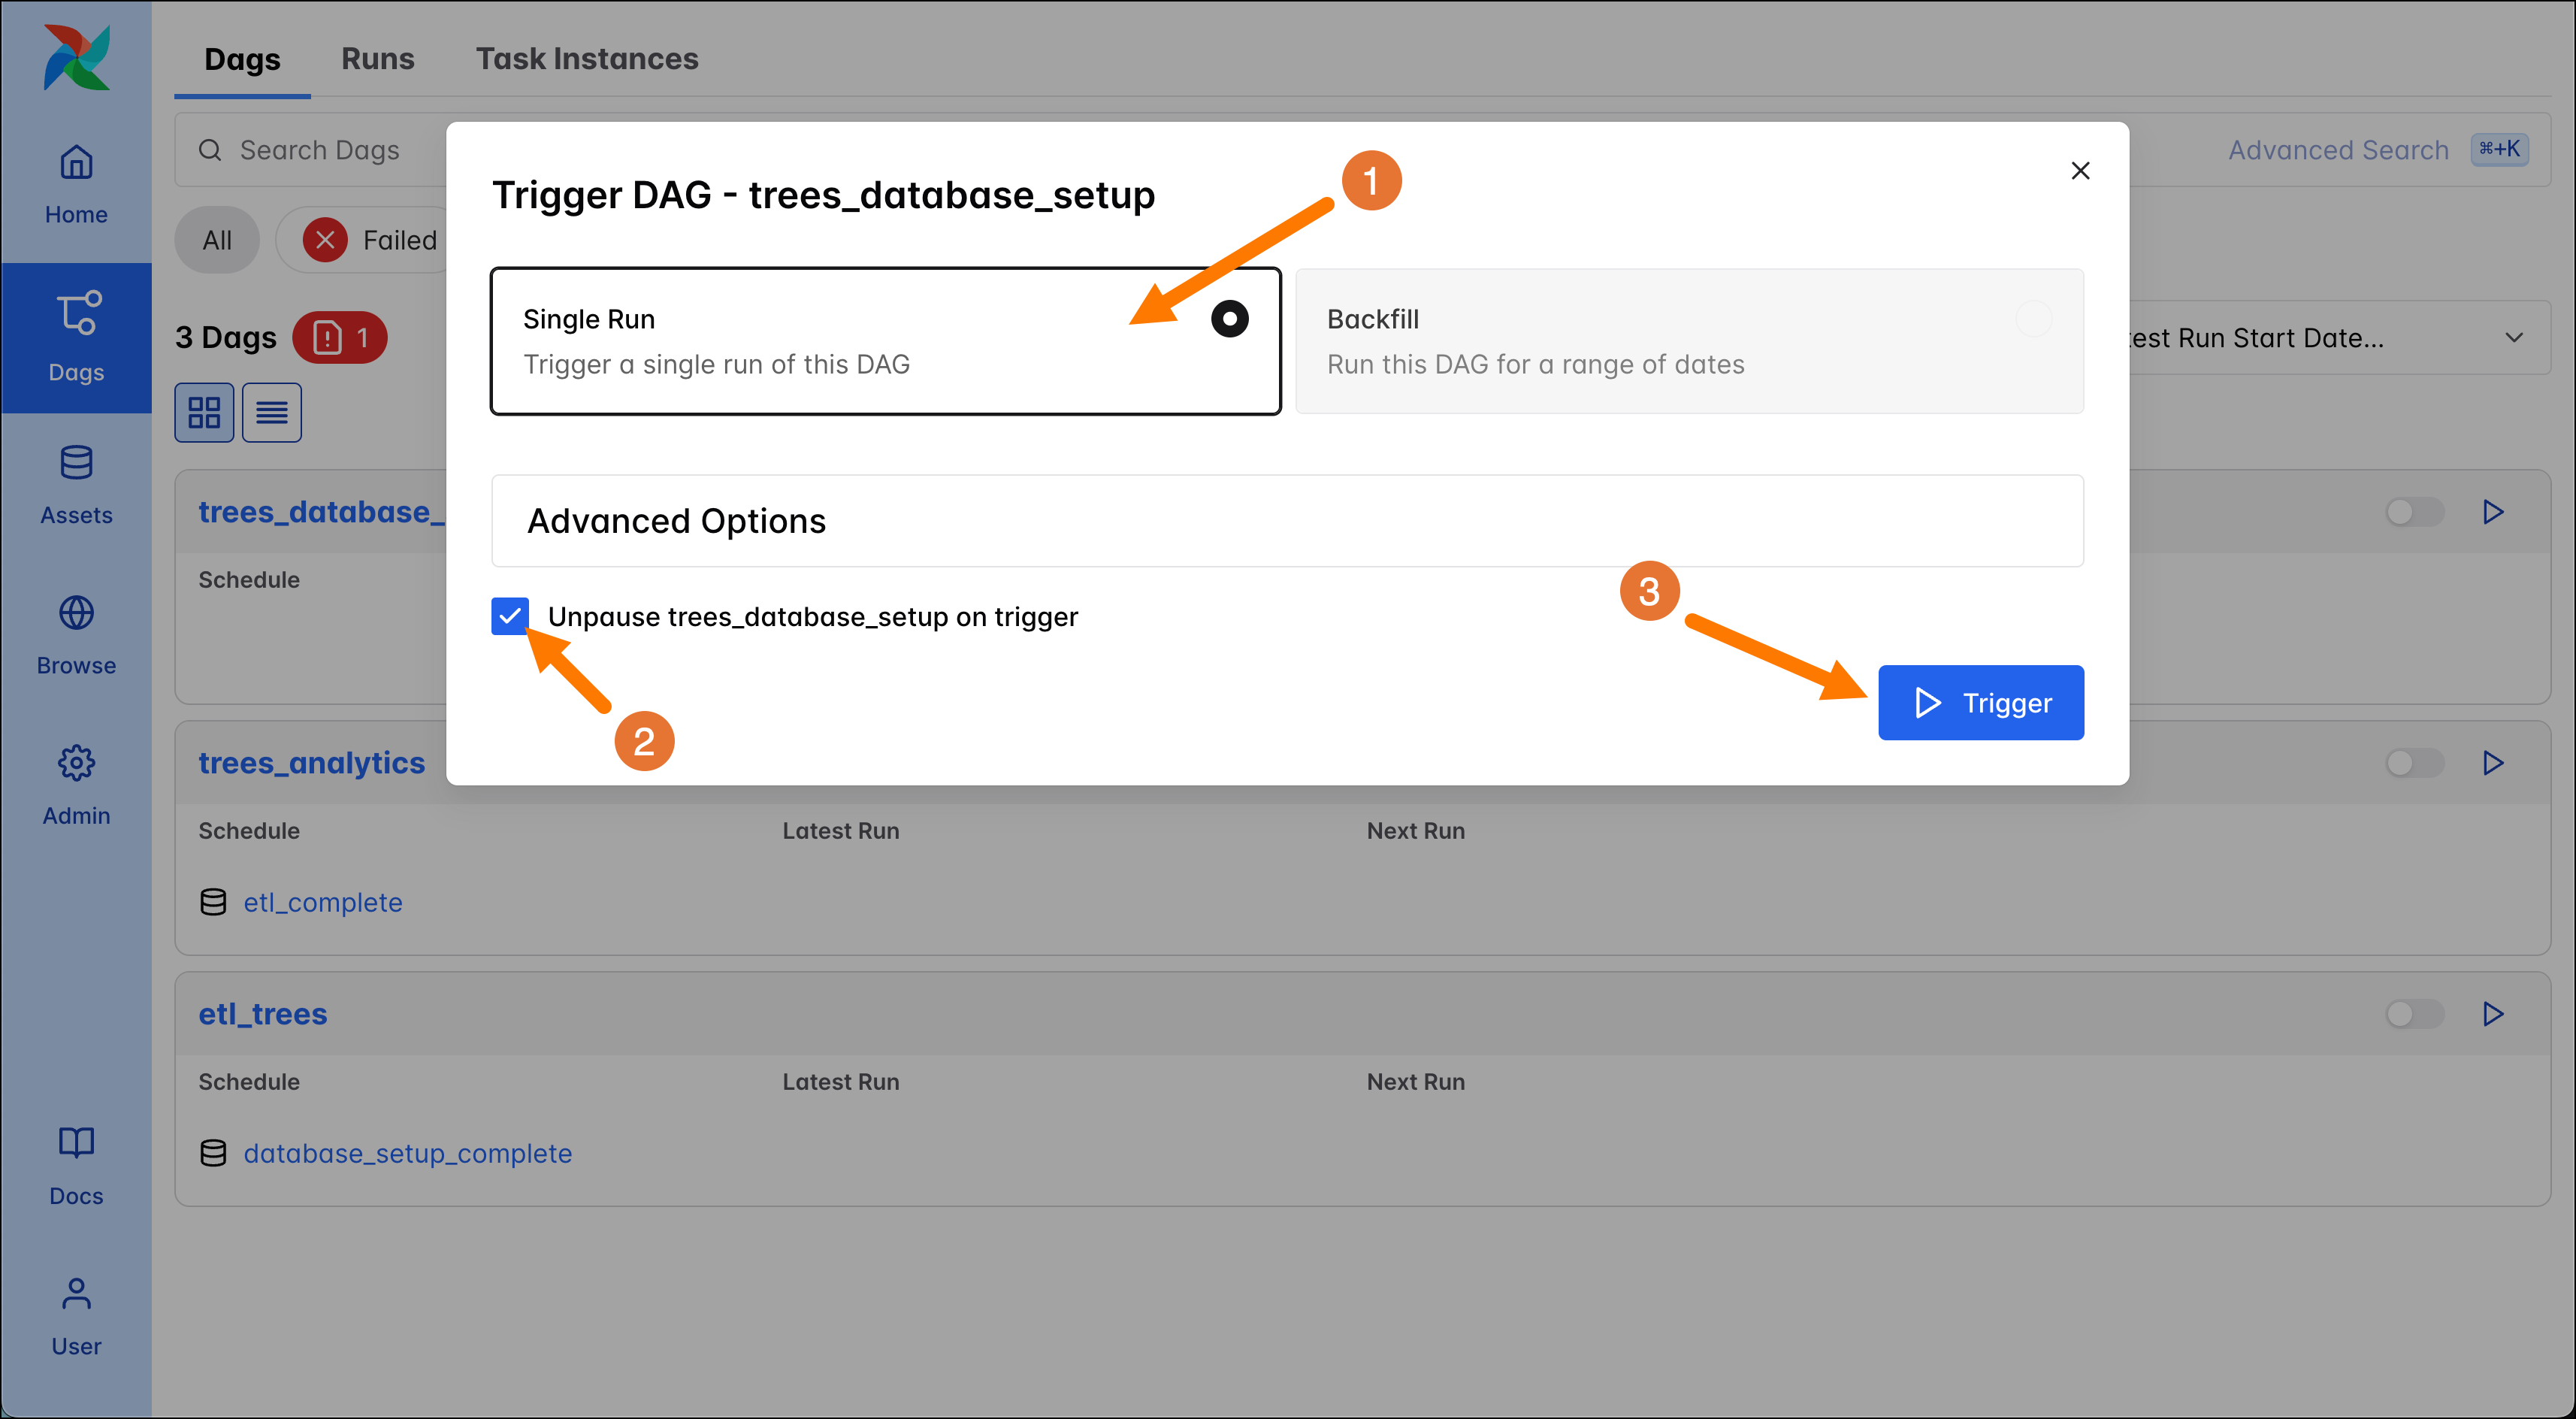 Dags
Runs
Task Instances
Search Dags
Advanced Search
⌘+K
All
Failed
Home
Dags
Assets
Browse
Admin
Docs
User
3 Dags
1
Run Start Date...
Trigger DAG - trees_database_setup
1
Single Run
Trigger a single run of this DAG
Backfill
Run this DAG for a range of dates
Advanced Options
Unpause trees_database_setup on trigger
2
3
Trigger
trees_database_
Schedule
trees_analytics
Schedule
Latest Run
Next Run
etl_complete
etl_trees
Schedule
Latest Run
Next Run
database_setup_complete